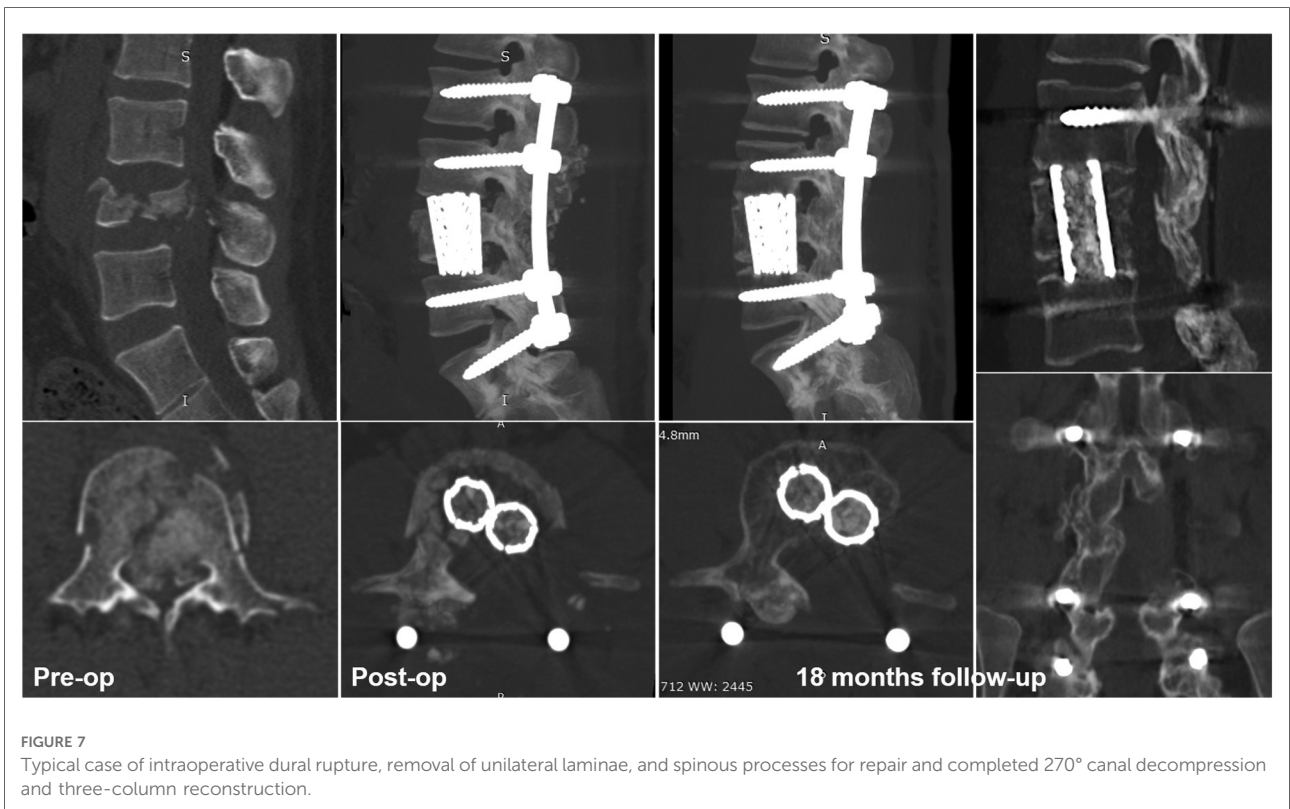 S
S
S
I
I
I
A
4.8mm
A
Pre-op
Post-op
18 months follow-up
712 WW: 2445
FIGURE 7
Typical case of intraoperative dural rupture, removal of unilateral laminae, and spinous processes for repair and completed 270° canal decompression
and three-column reconstruction.